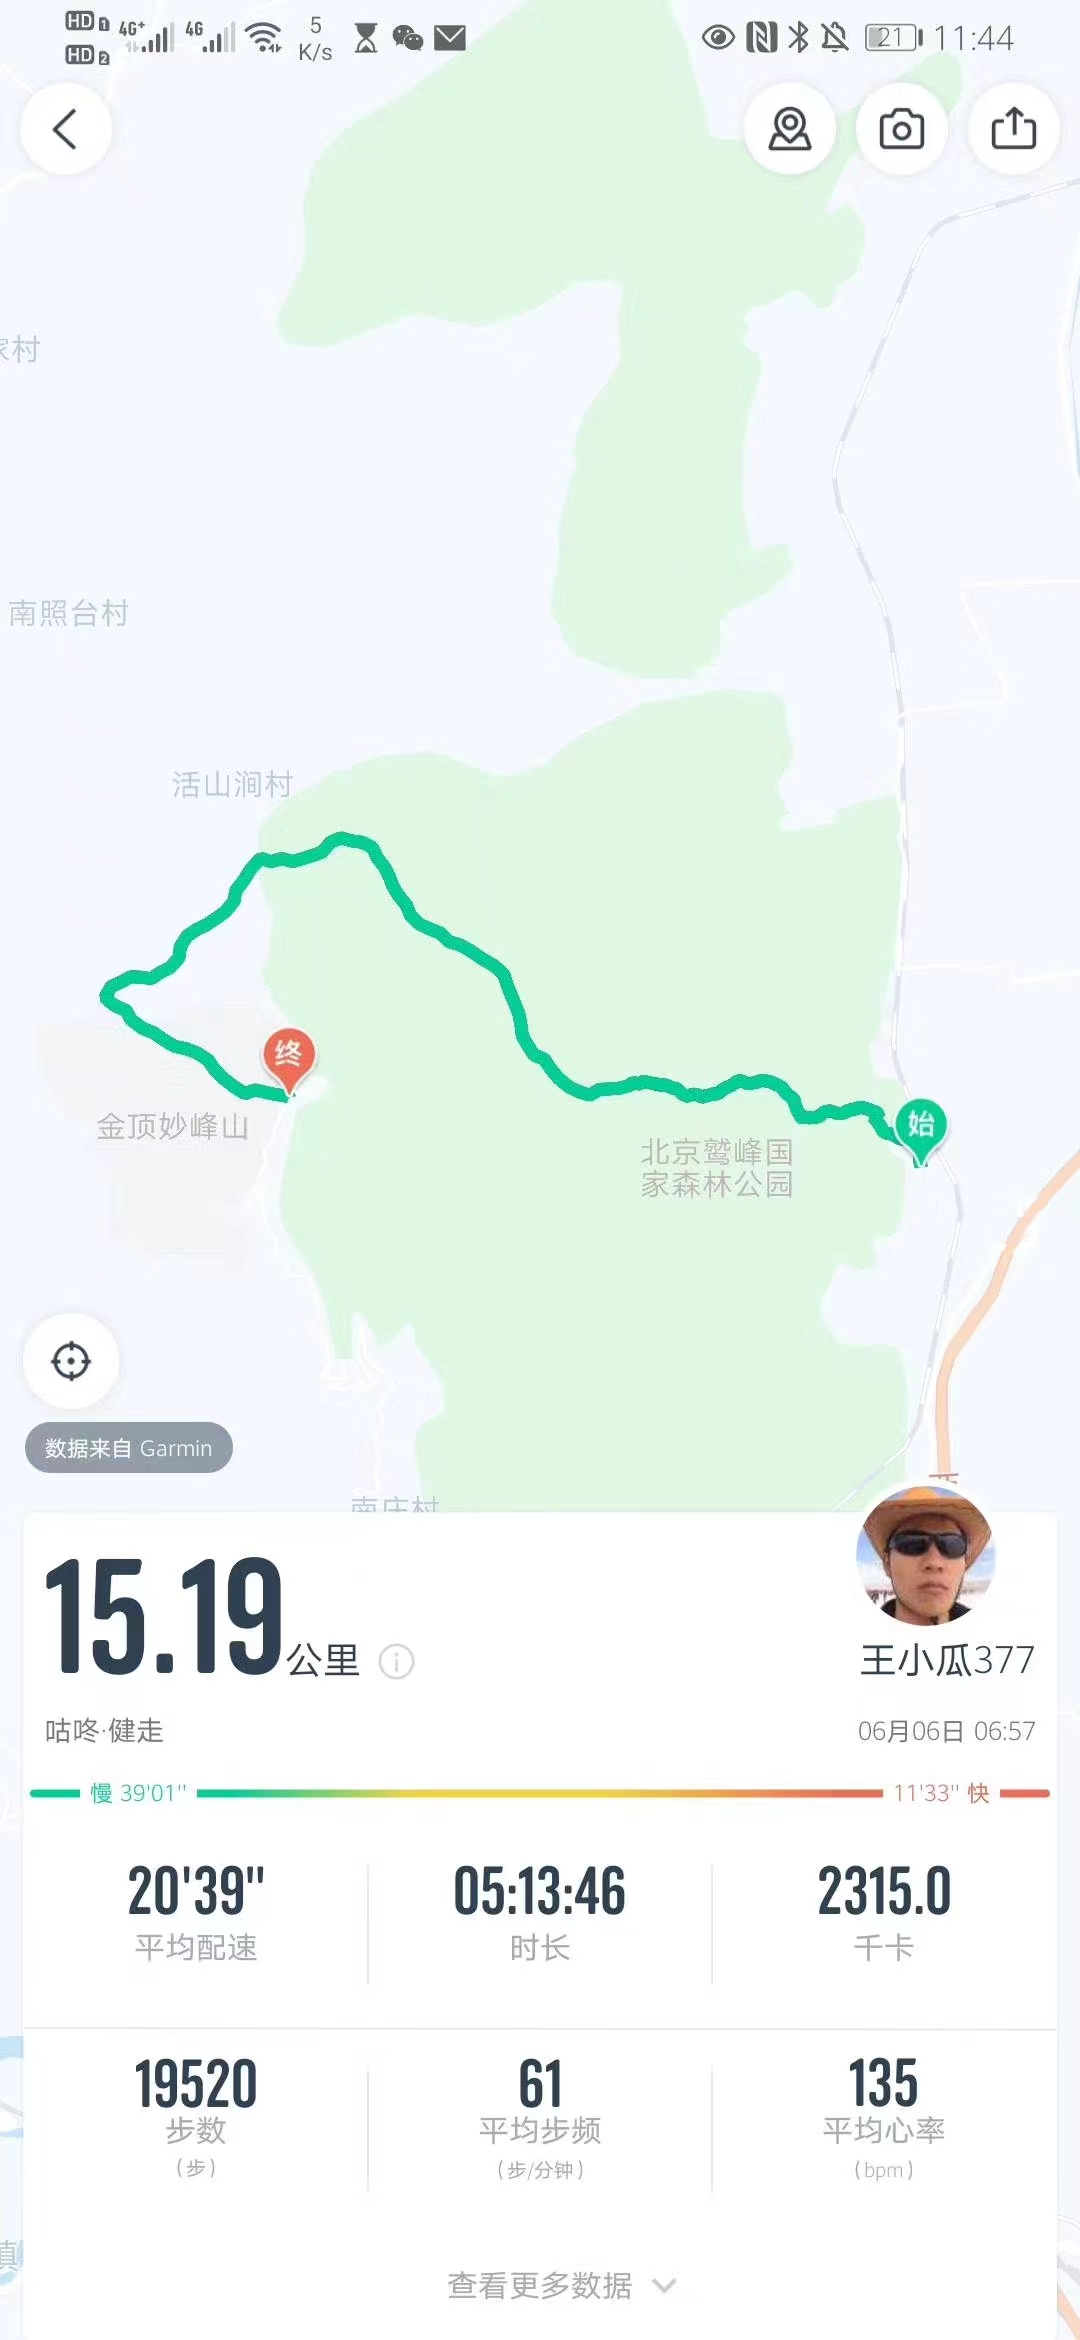 HD 1 4G+ 4G 5 K/s 21 11:44
HD 2
家村
南照台村
活山涧村
终
始
金顶妙峰山
北京鹫峰国
家森林公园
数据来自 Garmin
南庄村
15.19公里
王小瓜377
咕咚·健走
06月06日 06:57
慢 39'01''
11'33'' 快
20'39"
05:13:46
2315.0
平均配速
时长
千卡
19520
61
135
步数
平均步频
平均心率
（步）
（步/分钟）
（bpm）
镇
查看更多数据